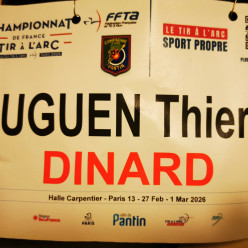 CHAMPIONNAT
DE FRANCE
TIR À L'ARC
FFTA
LE TIR À L'ARC
SPORT PROPRE
UGUEN Thier
DINARD
Halle Carpentier - Paris 13 - 27 Feb - 1 Mar 2026
PARIS
Pantin